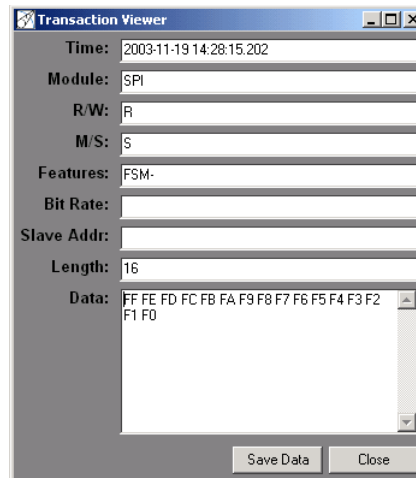 Transaction Viewer
Time: 2003-11-19 14:28:15.202
Module: SPI
R/W: R
M/S: S
Features: FSM-
Bit Rate:
Slave Addr:
Length: 16
Data: FF FE FD FC FB FA F9 F8 F7 F6 F5 F4 F3 F2
F1 F0
Save Data Close